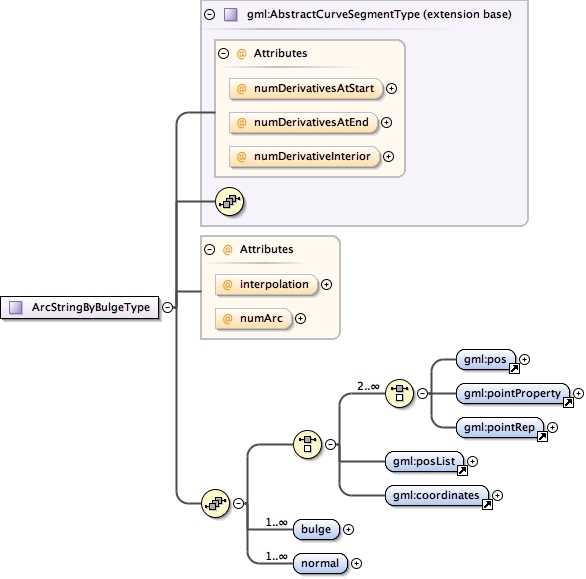 gml:AbstractCurveSegmentType (extension base)
@ Attributes
@ numDerivativesAtStart
@ numDerivativesAtEnd
@ numDerivativeInterior
@ Attributes
@ interpolation
@ numArc
ArcStringByBulgeType
2..∞
gml:pos
gml:pointProperty
gml:pointRep
gml:posList
gml:coordinates
1..∞
bulge
1..∞
normal